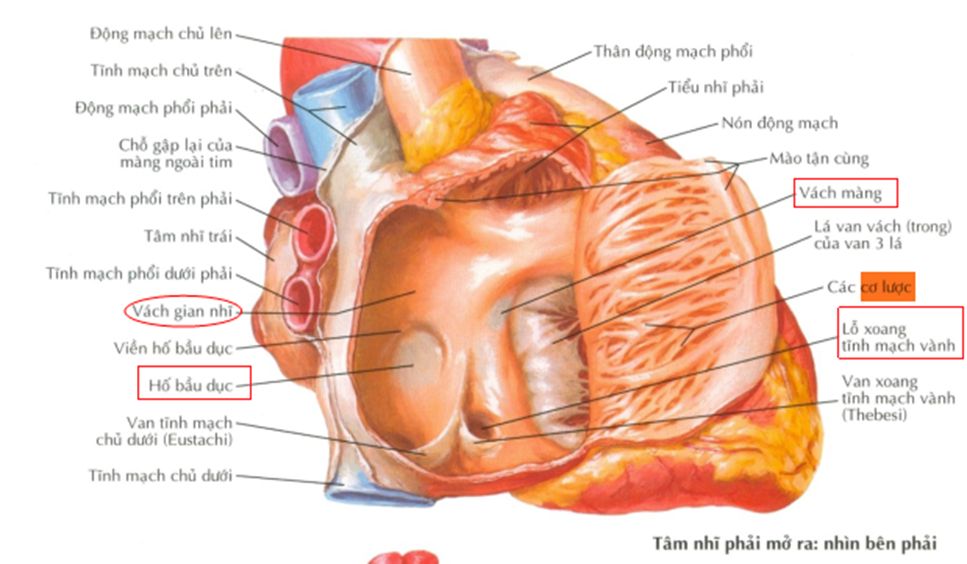 Động mạch chủ lên
Tĩnh mạch chủ trên
Động mạch phổi phải
Chỗ gập lại của
màng ngoài tim
Tĩnh mạch phổi trên phải
Tâm nhĩ trái
Tĩnh mạch phổi dưới phải
Vách gian nhĩ
Viền hố bầu dục
Hố bầu dục
Van tĩnh mạch
chủ dưới (Eustachi)
Tĩnh mạch chủ dưới
Thân động mạch phổi
Tiểu nhĩ phải
Nón động mạch
Mào tận cùng
Vách màng
Lá van vách (trong)
của van 3 lá
Các cơ lược
Lỗ xoang
tĩnh mạch vành
Van xoang
tĩnh mạch vành
(Thebesi)
Tâm nhĩ phải mở ra: nhìn bên phải